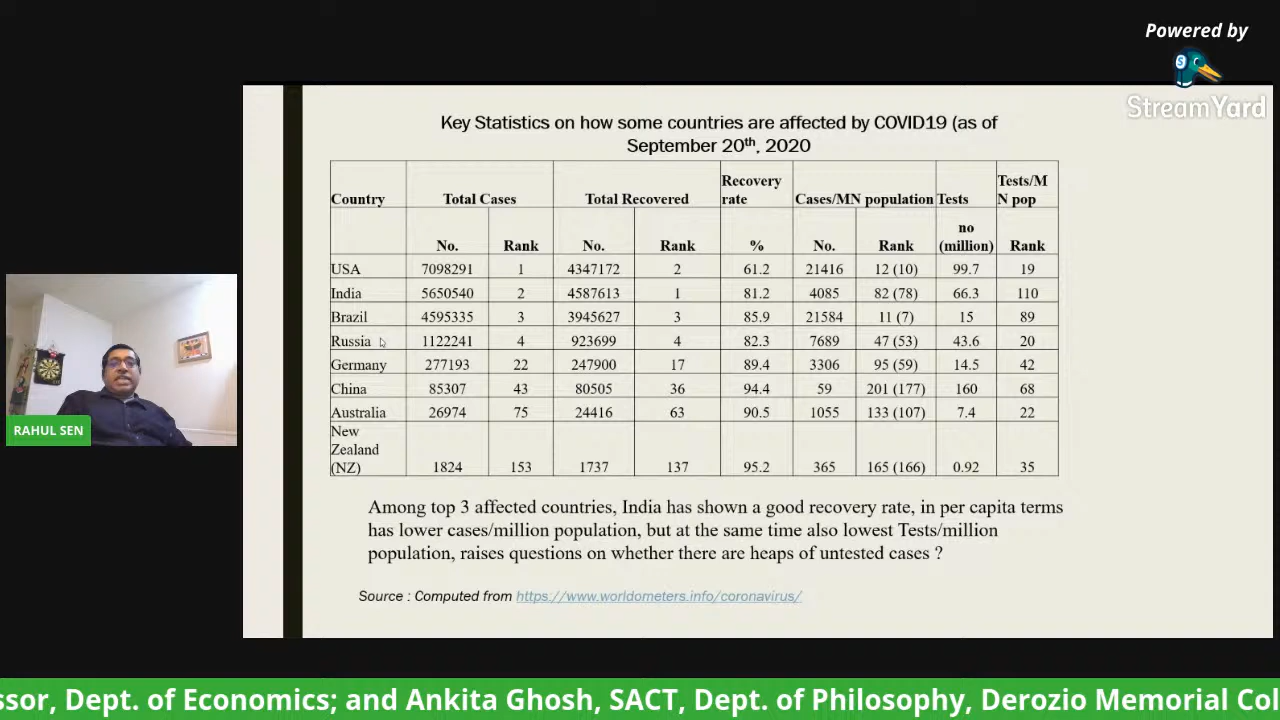 Powered by
StreamYard
Key Statistics on how some countries are affected by COVID19 (as of
September 20th, 2020
Country Total Cases Total Recovered Recovery rate Cases/MN population Tests Tests/M N pop
No. Rank No. Rank % No. Rank no (million) Rank
USA 7098291 1 4347172 2 61.2 21416 12 (10) 99.7 19
India 5650540 2 4587613 1 81.2 4085 82 (78) 66.3 110
Brazil 4595335 3 3945627 3 85.9 21584 11 (7) 15 89
Russia 1122241 4 923699 4 82.3 7689 47 (53) 43.6 20
Germany 277193 22 247900 17 89.4 3306 95 (59) 14.5 42
China 85307 43 80505 36 94.4 59 201 (177) 160 68
Australia 26974 75 24416 63 90.5 1055 133 (107) 7.4 22
New Zealand (NZ) 1824 153 1737 137 95.2 365 165 (166) 0.92 35
Among top 3 affected countries, India has shown a good recovery rate, in per capita terms
has lower cases/million population, but at the same time also lowest Tests/million
population, raises questions on whether there are heaps of untested cases ?
Source : Computed from https://www.worldometers.info/coronavirus/
RAHUL SEN
ssor, Dept. of Economics; and Ankita Ghosh, SACT, Dept. of Philosophy, Derozio Memorial Col